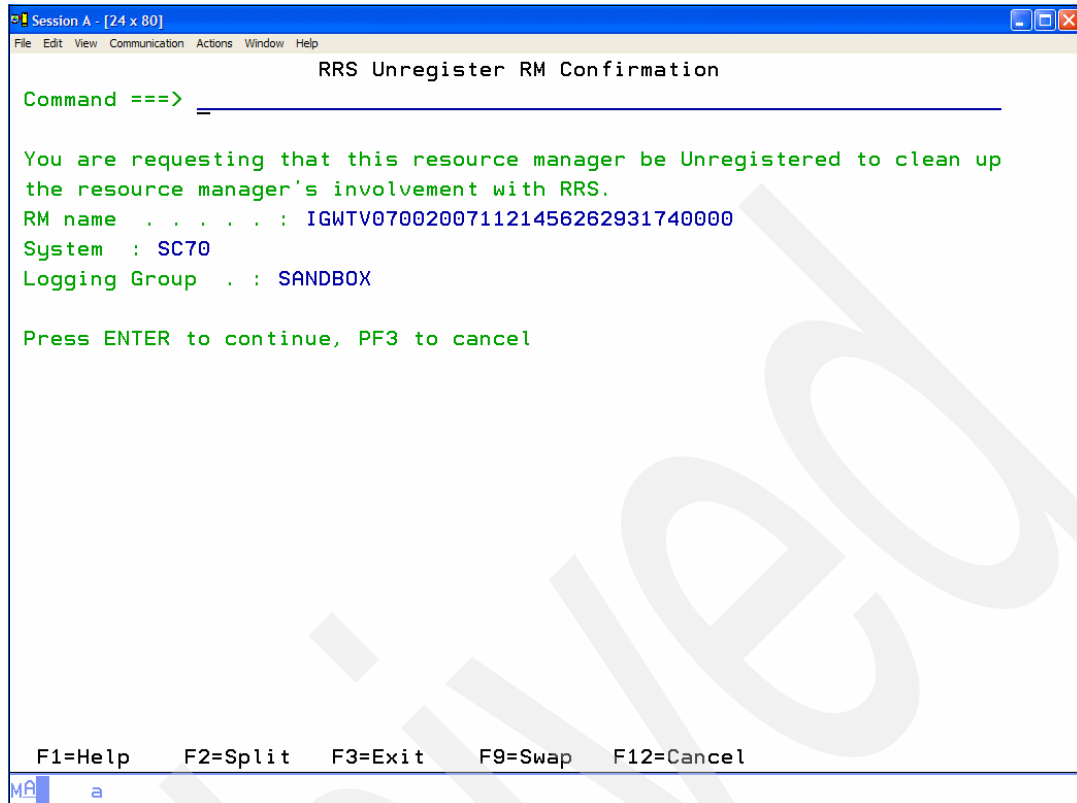 Session A - [24 x 80]
File Edit View Communication Actions Window Help
RRS Unregister RM Confirmation
Command ===>
You are requesting that this resource manager be Unregistered to clean up
the resource manager's involvement with RRS.
RM name . . . . . : IGWTV070020071121456262931740000
System : SC70
Logging Group . : SANDBOX
Press ENTER to continue, PF3 to cancel
F1=Help F2=Split F3=Exit F9=Swap F12=Cancel
MA a